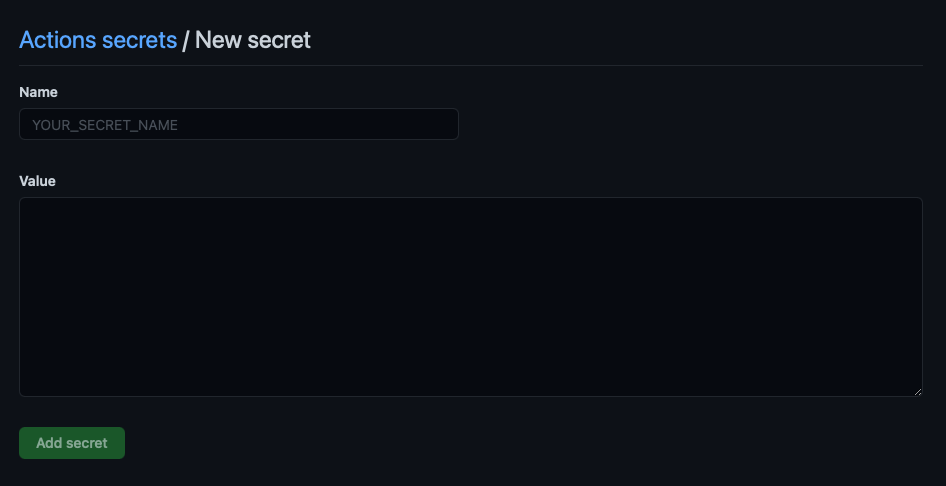 Actions secrets / New secret
Name
YOUR_SECRET_NAME
Value
Add secret